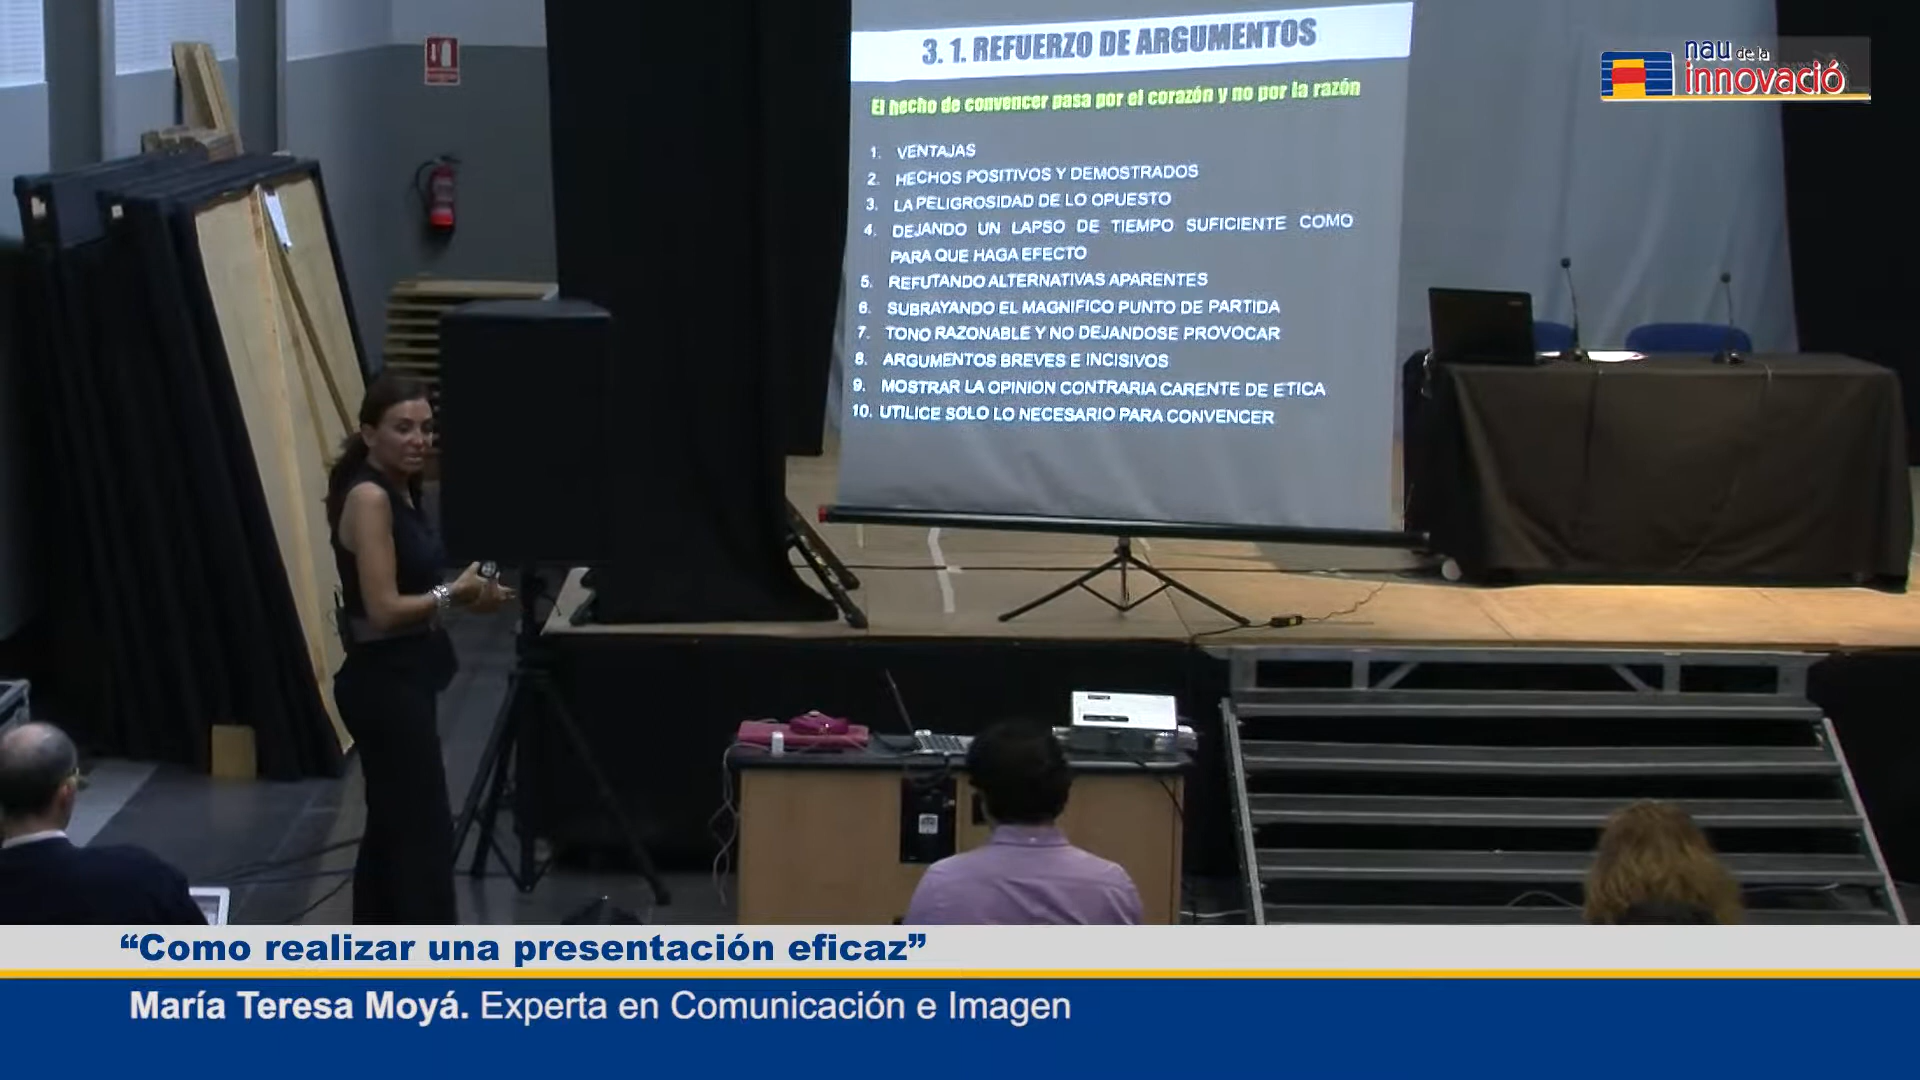 3. 1. REFUERZO DE ARGUMENTOS
El hecho de convencer pasa por el corazón y no por la razón
1. VENTAJAS
2. HECHOS POSITIVOS Y DEMOSTRADOS
3. LA PELIGROSIDAD DE LO OPUESTO
4. DEJANDO UN LAPSO DE TIEMPO SUFICIENTE COMO
PARA QUE HAGA EFECTO
5. REFUTANDO ALTERNATIVAS APARENTES
6. SUBRAYANDO EL MAGNIFICO PUNTO DE PARTIDA
7. TONO RAZONABLE Y NO DEJANDOSE PROVOCAR
8. ARGUMENTOS BREVES E INCISIVOS
9. MOSTRAR LA OPINION CONTRARIA CARENTE DE ETICA
10. UTILICE SOLO LO NECESARIO PARA CONVENCER
nau de la
innovació
“Como realizar una presentación eficaz”
María Teresa Moyá. Experta en Comunicación e Imagen